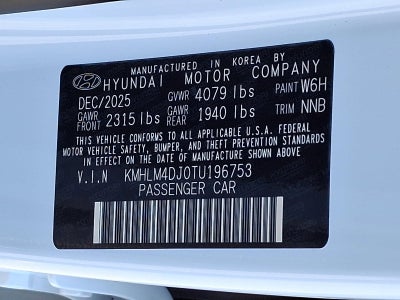 MANUFACTURED IN KOREA BY
HYUNDAI MOTOR COMPANY
DEC/2025 GVWR 4079 lbs PAINT W6H
GAWR FRONT 2315 lbs GAWR REAR 1940 lbs TRIM NNB
THIS VEHICLE CONFORMS TO ALL APPLICABLE U.S.A FEDERAL
MOTOR VEHICLE SAFETY, BUMPER, AND THEFT PREVENTION STANDARDS
IN EFFECT ON THE DATE OF MANUFACTURE SHOWN ABOVE.
V.I.N KMHLM4DJ0TU196753
PASSENGER CAR